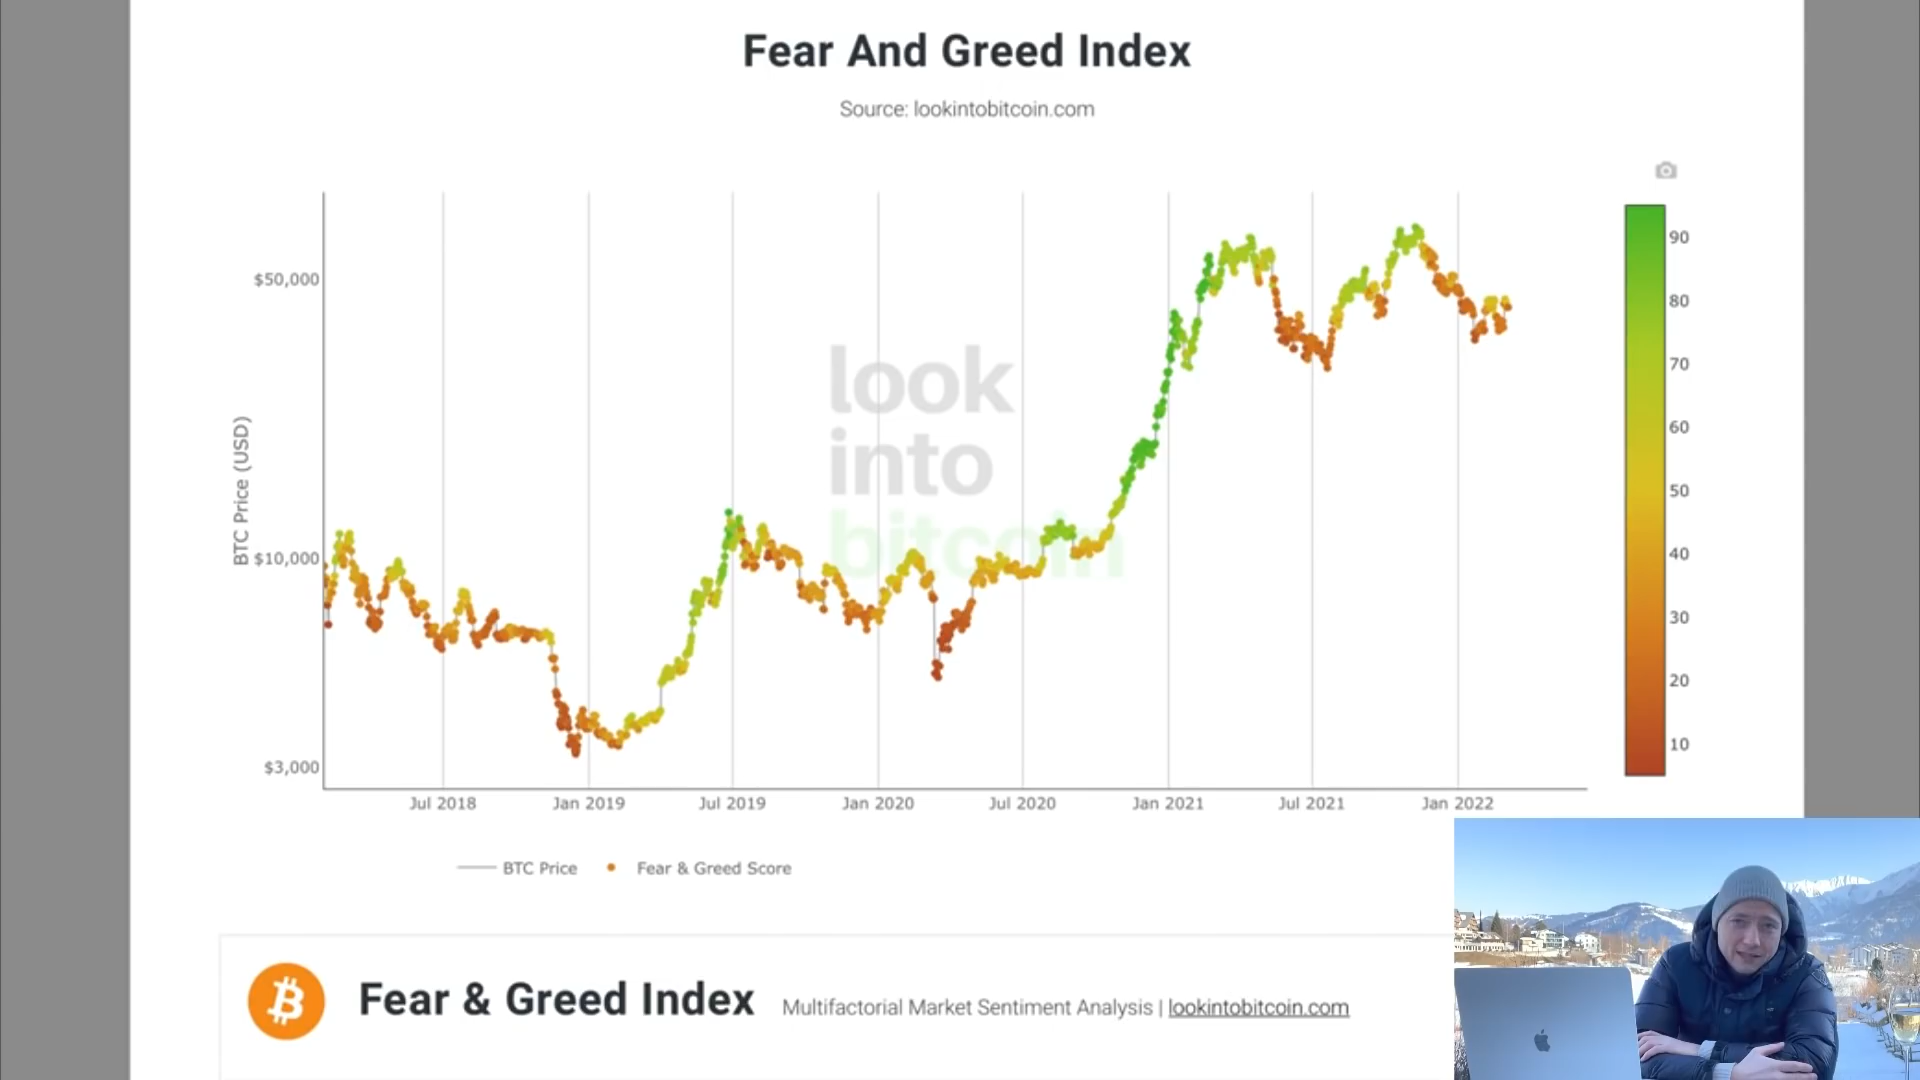 Fear And Greed Index
Source: lookintobitcoin.com
90
$50,000
80
look
70
into
60
BTC Price (USD)
50
bitcoin
$10,000
40
30
20
10
$3,000
Jul 2018 Jan 2019 Jul 2019 Jan 2020 Jul 2020 Jan 2021 Jul 2021 Jan 2022
BTC Price Fear & Greed Score
Fear & Greed Index Multifactorial Market Sentiment Analysis | lookintobitcoin.com